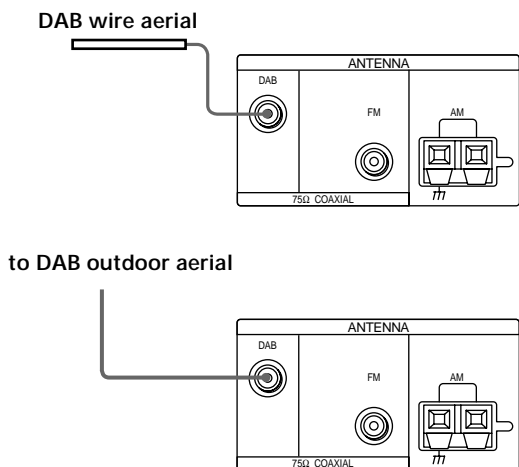 DAB wire aerial
ANTENNA
DAB
FM
AM
75Ω COAXIAL
to DAB outdoor aerial
ANTENNA
DAB
FM
AM
75Ω COAXIAL